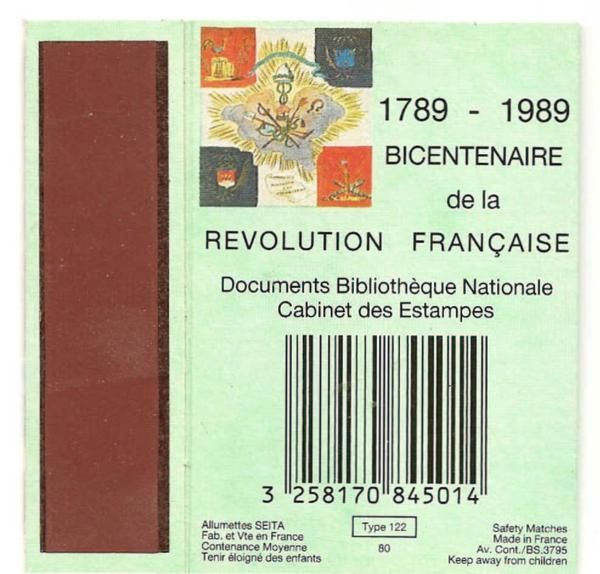 1789 - 1989
BICENTENAIRE
de la
REVOLUTION FRANÇAISE
Documents Bibliothèque Nationale
Cabinet des Estampes
3 258170 845014
Allumettes SEITA
Fab. et Vte en France
Contenance Moyenne
Tenir éloigné des enfants
Type 122
80
Safety Matches
Made in France
Av. Cont./BS.3795
Keep away from children